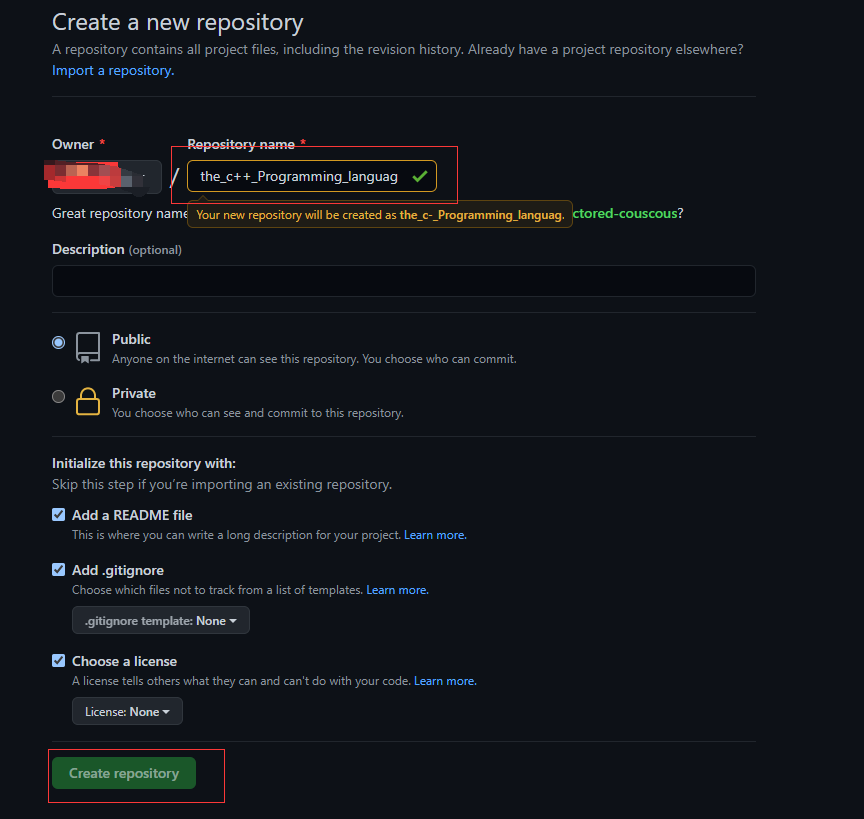 Create a new repository
A repository contains all project files, including the revision history. Already have a project repository elsewhere?
Import a repository.
Owner * Repository name *
/ the_c++_Programming_languag
Great repository name
Your new repository will be created as the_c-_Programming_languag.
ctored-couscous?
Description (optional)
Public
Anyone on the internet can see this repository. You choose who can commit.
Private
You choose who can see and commit to this repository.
Initialize this repository with:
Skip this step if you’re importing an existing repository.
Add a README file
This is where you can write a long description for your project. Learn more.
Add .gitignore
Choose which files not to track from a list of templates. Learn more.
.gitignore template: None
Choose a license
A license tells others what they can and can't do with your code. Learn more.
License: None
Create repository